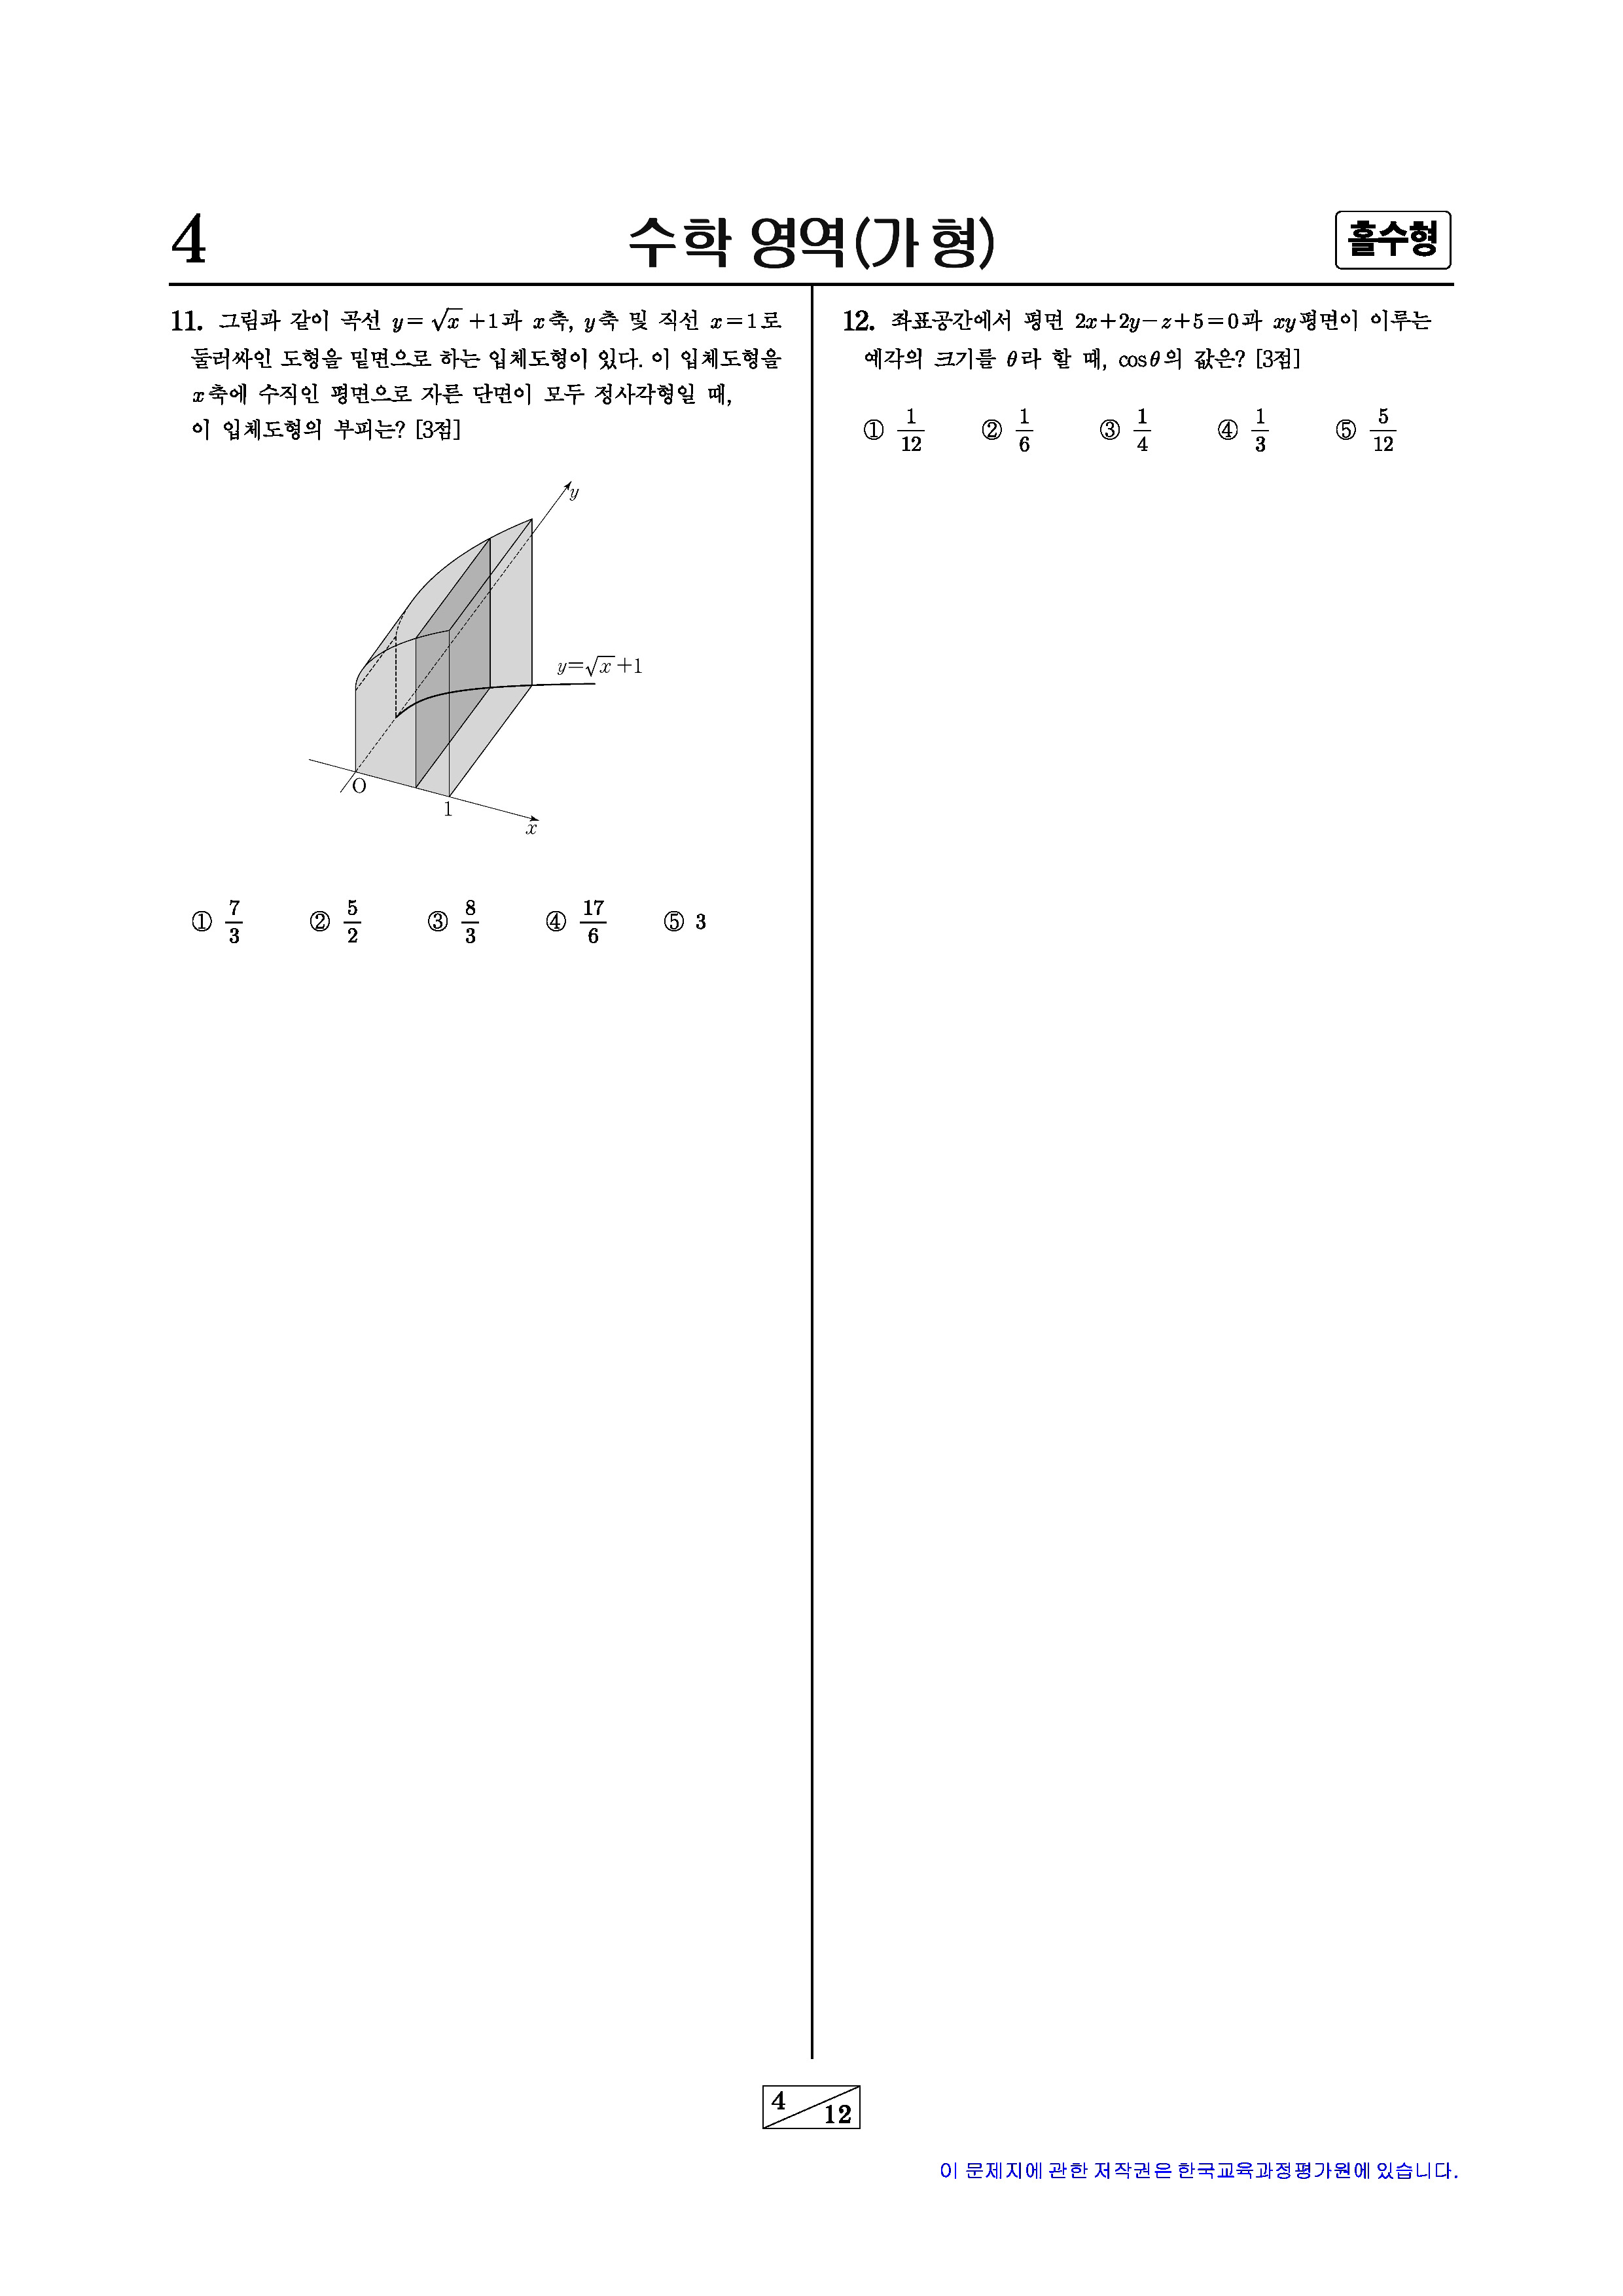 4
수학 영역(가 형)
홀수형
11. 그림과 같이 곡선 y=√x+1과 x축, y축 및 직선 x=1로
둘러싸인 도형을 밑면으로 하는 입체도형이 있다. 이 입체도형을
x축에 수직인 평면으로 자른 단면이 모두 정사각형일 때,
이 입체도형의 부피는? [3점]
y
y=√x+1
O
1
x
① 7/3 ② 5/2 ③ 8/3 ④ 17/6 ⑤ 3
12. 좌표공간에서 평면 2x+2y-z+5=0과 xy평면이 이루는
예각의 크기를 θ라 할 때, cosθ의 값은? [3점]
① 1/12 ② 1/6 ③ 1/4 ④ 1/3 ⑤ 5/12
4
12
이 문제지에 관한 저작권은 한국교육과정평가원에 있습니다.